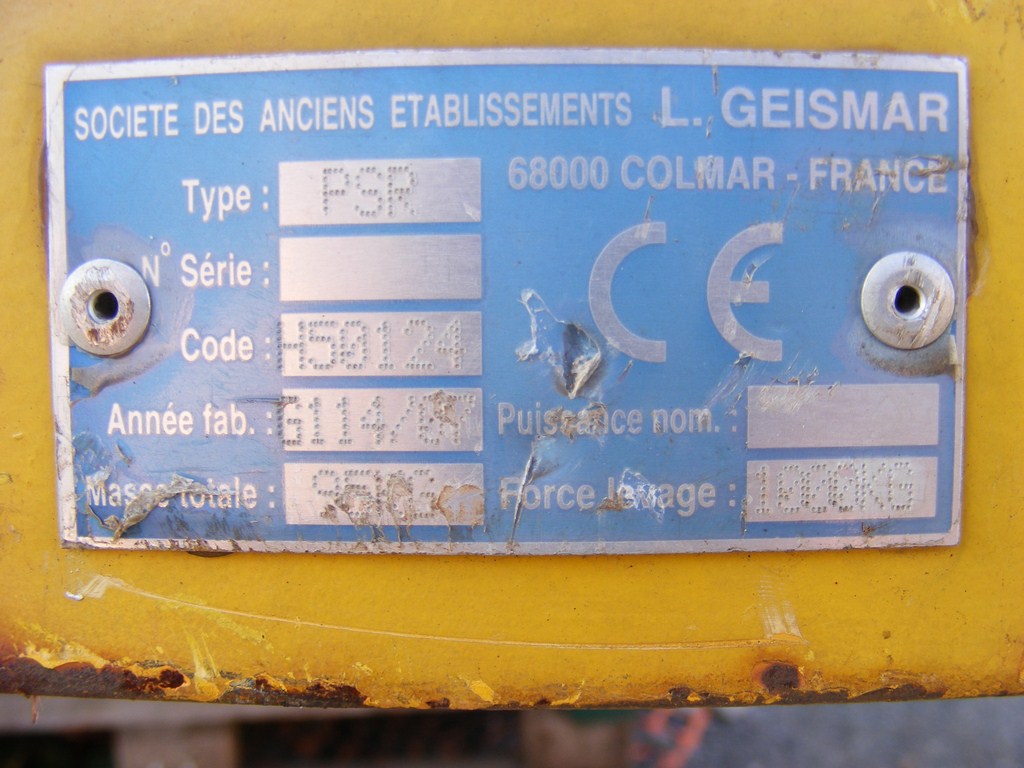 SOCIETE DES ANCIENS ETABLISSEMENTS L. GEISMAR
68000 COLMAR - FRANCE
Type : PSR
N° Série :
CE
Code : H50124
Année fab. :
Puissance nom. :
Masse totale :
Force levage : 1000KG